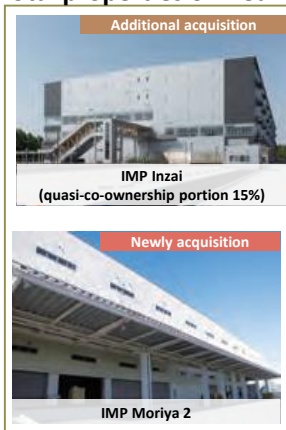 Additional acquisition
IMP Inzai
(quasi-co-ownership portion 15%)
Newly acquisition
IMP Moriya 2